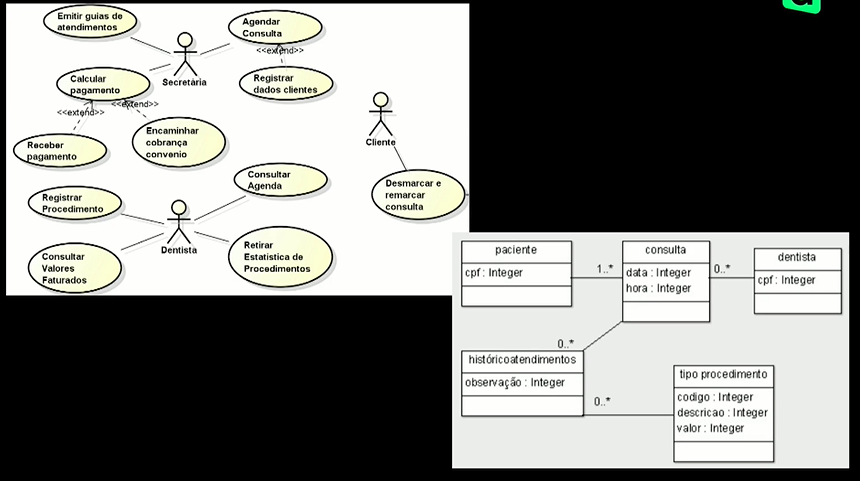 Emitir guias de
atendimentos
Agendar
Consulta
<<extend>>
Secretária
Calcular
pagamento
Registrar
dados clientes
<<extend>>
<<extend>>
Cliente
Receber
pagamento
Encaminhar
cobrança
convenio
Consultar
Agenda
Desmarcar e
remarcar
consulta
Registrar
Procedimento
Dentista
Consultar
Valores
Faturados
Retirar
Estatistica de
Procedimentos
paciente
cpf : Integer
1..*
consulta
data : Integer
hora : Integer
0..*
dentista
cpf : Integer
0..*
históricoatendimentos
observação : Integer
0..*
tipo procedimento
codigo : Integer
descricao : Integer
valor : Integer